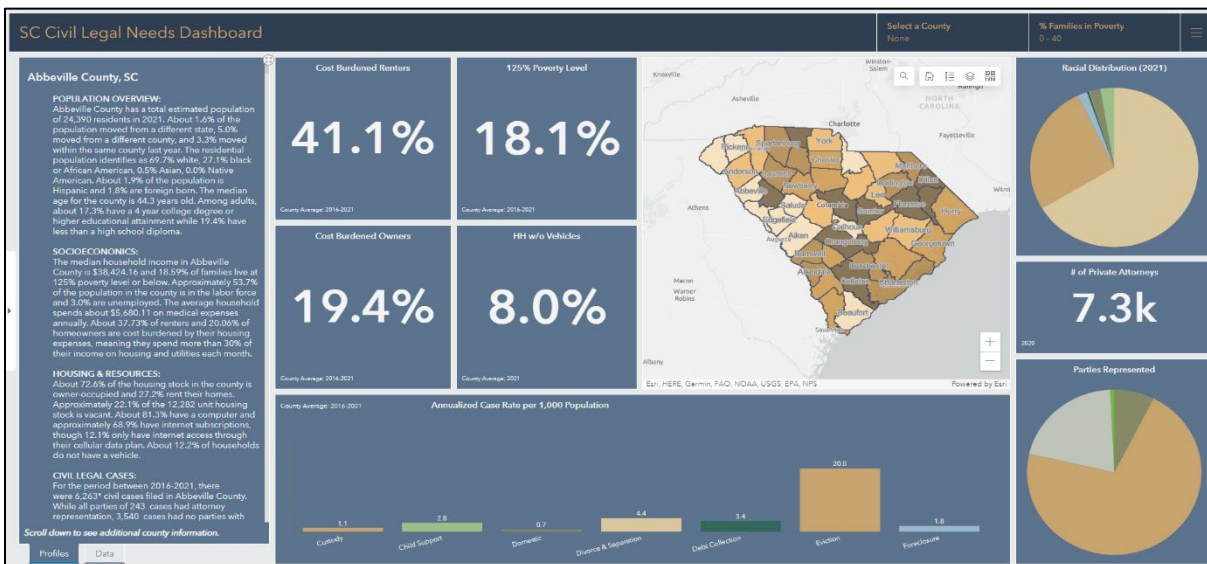 SC Civil Legal Needs Dashboard
Select a County
None
% Families in Poverty
0 - 40
Abbeville County, SC
POPULATION OVERVIEW:
Abbeville County has a total estimated population
of 24,390 residents in 2021. About 1.6% of the
population moved from a different state, 5.0%
moved from a different county, and 3.3% moved
within the same county last year. The residential
population identifies as 69.7% white, 27.1% black
or African American, 0.5% Asian, 0.0% Native
American. About 1.9% of the population is
Hispanic and 1.8% are foreign born. The median
age for the county is 44.3 years old. Among adults,
about 17.3% have a 4 year college degree or
higher educational attainment while 19.4% have
less than a high school diploma.
SOCIOECONONICS:
The median household income in Abbeville
County is $38,424.16 and 18.59% of families live at
125% poverty level or below. Approximately 53.7%
of the population in the county is in the labor force
and 3.0% are unemployed. The average household
spends about $5,680.11 on medical expenses
annually. About 37.73% of renters and 20.06% of
homeowners are cost burdened by their housing
expenses, meaning they spend more than 30% of
their income on housing and utilities each month.
HOUSING & RESOURCES:
About 72.6% of the housing stock in the county is
owner-occupied and 27.2% rent their homes.
Approximately 22.1% of the 12,282 unit housing
stock is vacant. About 81.3% have a computer and
approximately 68.9% have internet subscriptions,
though 12.1% only have internet access through
their cellular data plan. About 12.2% of households
do not have a vehicle.
CIVIL LEGAL CASES:
For the period between 2016-2021, there
were 6,263* civil cases filed in Abbeville County.
While all parties of 243 cases had attorney
representation, 3,540 cases had no parties with
Scroll down to see additional county information.
Profiles
Data
Cost Burdened Renters
41.1%
County Average: 2016-2021
125% Poverty Level
18.1%
County Average: 2016-2021
Cost Burdened Owners
19.4%
County Average: 2016-2021
HH w/o Vehicles
8.0%
County Average: 2021
Knoxville
Winston-
Salem
Raleigh
Asheville
NORTH
CAROLINA
Charlotte
Fayetteville
Pickens
Spartanburg
York
Anderson
Laurens
Chester
Marlboro
Newberry
Darlington
Dillon
Abbeville
Lee
Florence
Athens
Saluda
Columbia
Sumter
Horry
Edgefield
Calhoun
Williamsburg
Augusta
Aiken
Orangeburg
Georgetown
Barnwell
Dorchester
Macon
Allendale
Colleton
Charleston
Warner
Robins
Beaufort
Albany
Esri, HERE, Garmin, FAO, NOAA, USGS, EPA, NPS
Powered by Esri
Racial Distribution (2021)
# of Private Attorneys
7.3k
2020
Parties Represented
County Average: 2016-2021
Annualized Case Rate per 1,000 Population
1.1
2.8
0.7
4.4
3.4
20.8
1.8
Custody
Child Support
Domestic
Divorce & Separation
Debt Collection
Eviction
Foreclosure